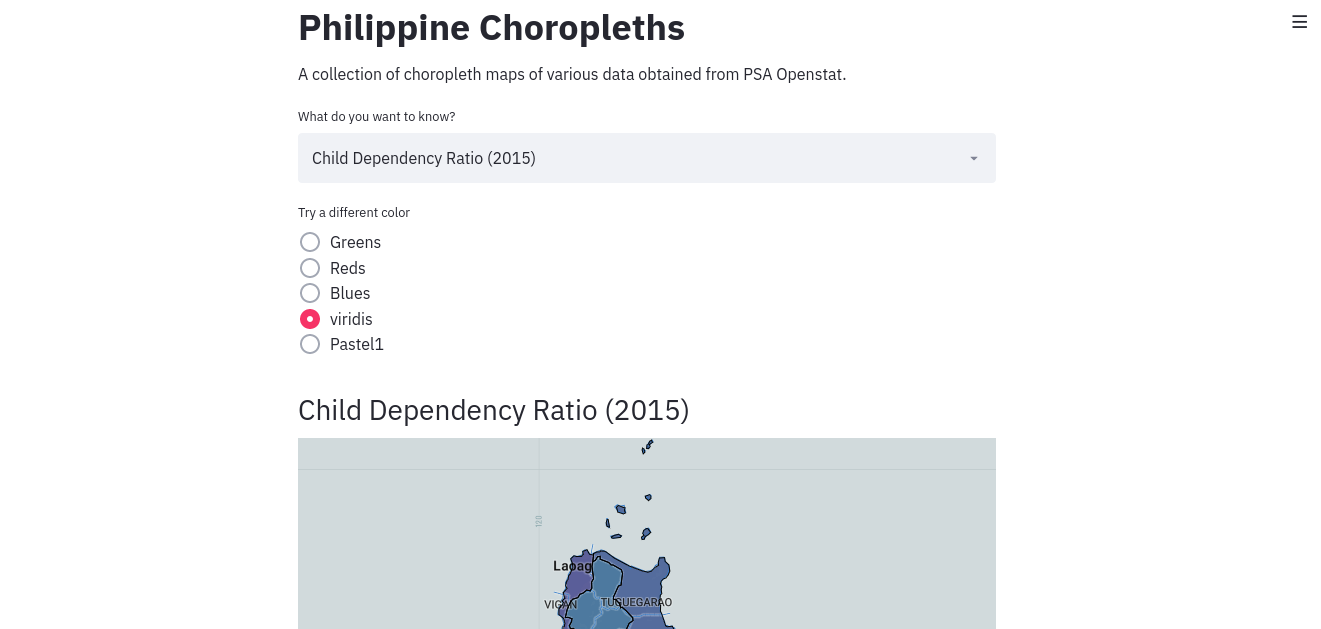 Philippine Choropleths
A collection of choropleth maps of various data obtained from PSA Openstat.
What do you want to know?
Child Dependency Ratio (2015)
Try a different color
Greens
Reds
Blues
viridis
Pastel1
Child Dependency Ratio (2015)
120
Laoag
VIGAN
TUGUEGARAO